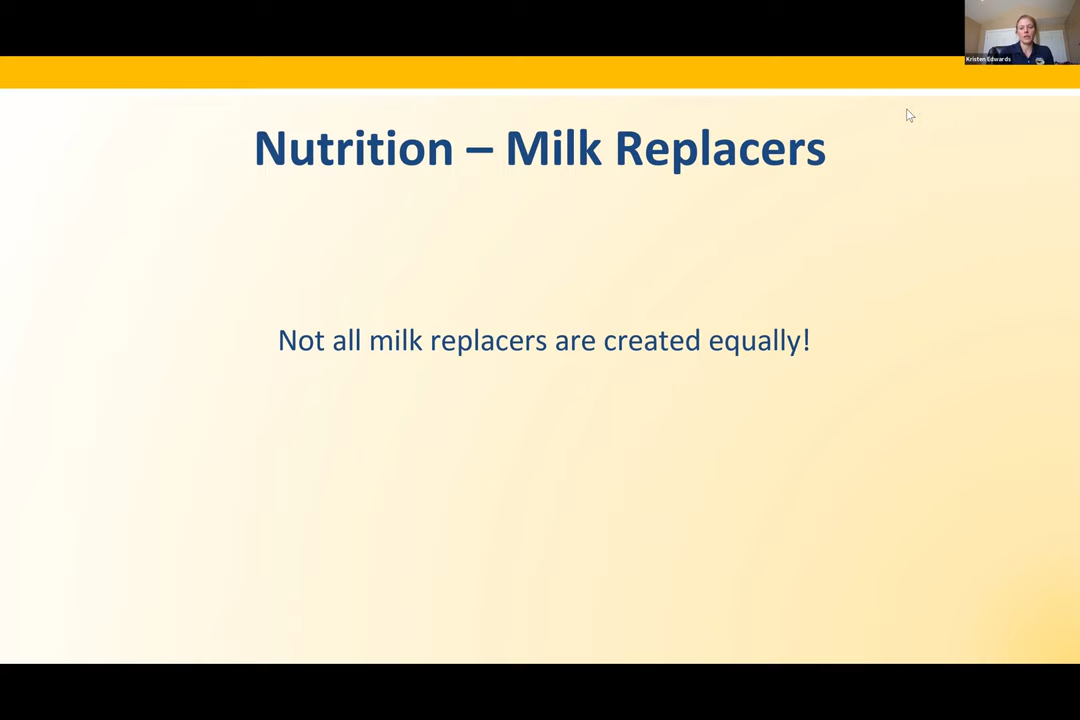 Kristen Edwards
Nutrition – Milk Replacers
Not all milk replacers are created equally!